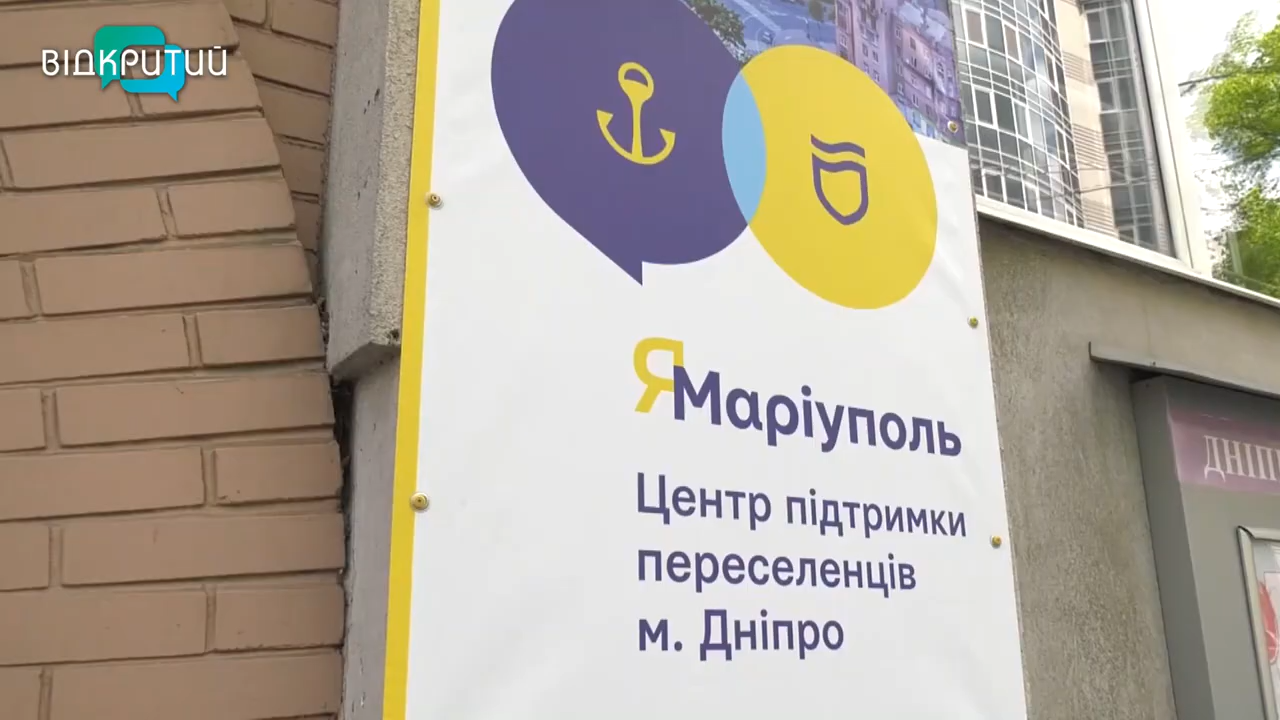 ВІДКРИТИЙ
ЯМаріуполь
Центр підтримки
переселенців
м. Дніпро